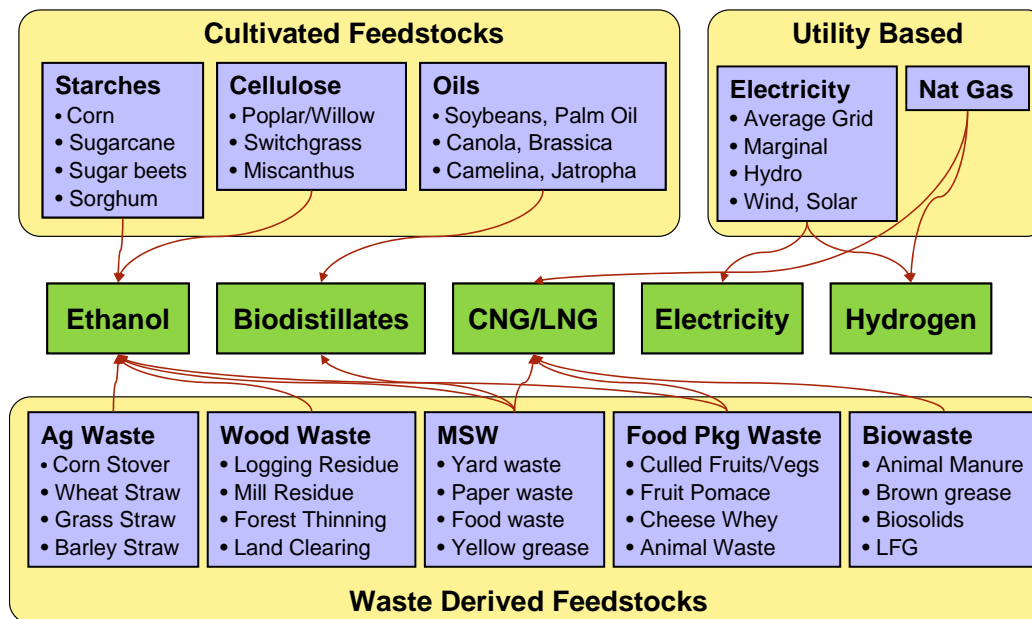 Cultivated Feedstocks
Starches
• Corn
• Sugarcane
• Sugar beets
• Sorghum
Cellulose
• Poplar/Willow
• Switchgrass
• Miscanthus
Oils
• Soybeans, Palm Oil
• Canola, Brassica
• Camelina, Jatropha
Utility Based
Electricity
• Average Grid
• Marginal
• Hydro
• Wind, Solar
Nat Gas
Ethanol
Biodistillates
CNG/LNG
Electricity
Hydrogen
Ag Waste
• Corn Stover
• Wheat Straw
• Grass Straw
• Barley Straw
Wood Waste
• Logging Residue
• Mill Residue
• Forest Thinning
• Land Clearing
MSW
• Yard waste
• Paper waste
• Food waste
• Yellow grease
Food Pkg Waste
• Culled Fruits/Vegs
• Fruit Pomace
• Cheese Whey
• Animal Waste
Biowaste
• Animal Manure
• Brown grease
• Biosolids
• LFG
Waste Derived Feedstocks